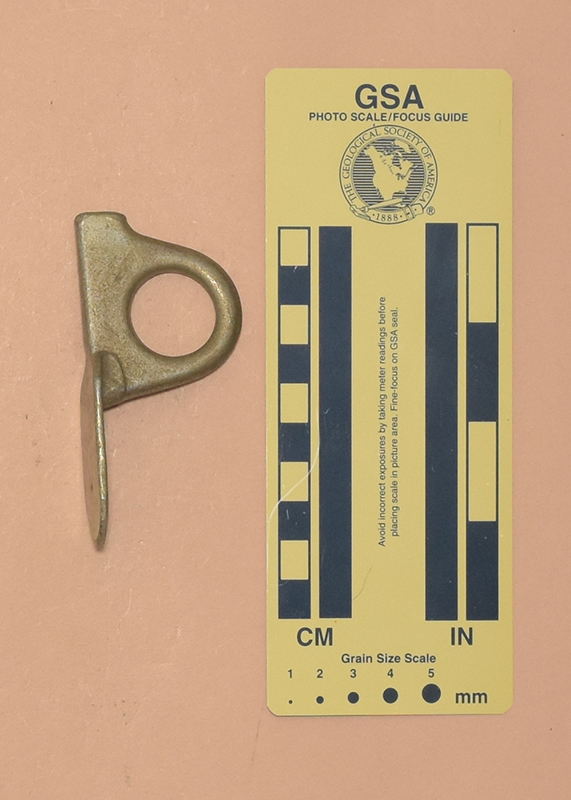 GSA
PHOTO SCALE/FOCUS GUIDE
THE GEOLOGICAL SOCIETY OF AMERICA
·1888·
®
Avoid incorrect exposures by taking meter readings before
placing scale in picture area. Fine-focus on GSA seal.
CM
IN
Grain Size Scale
1 2 3 4 5
mm